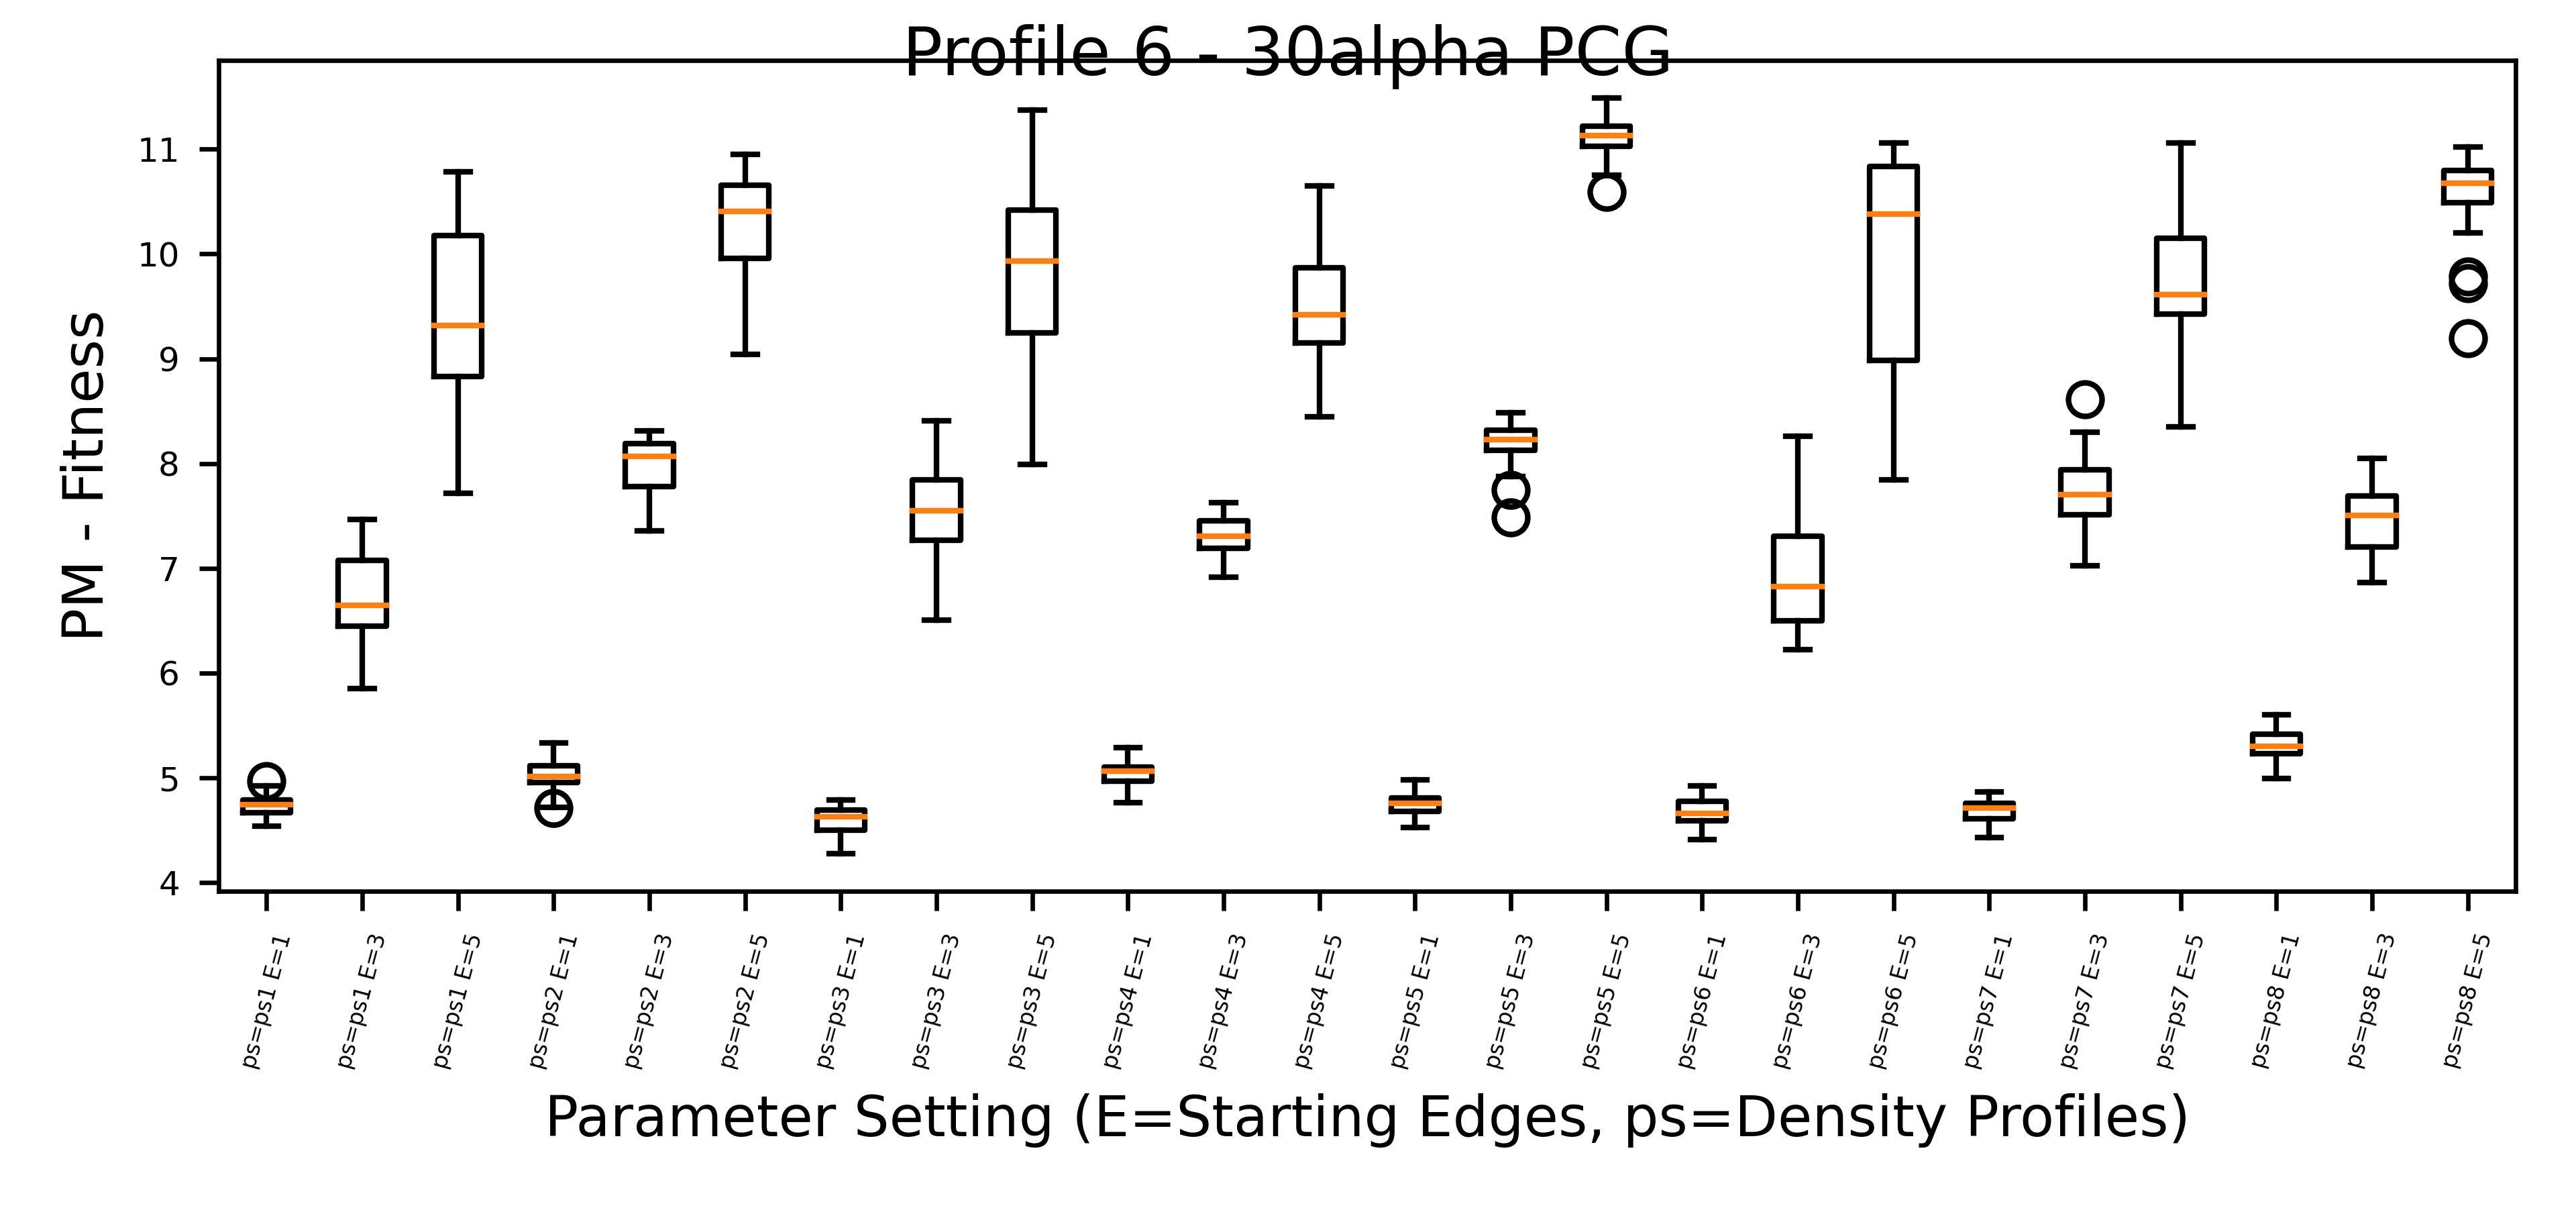 Profile 6 - 30alpha PCG
PM - Fitness
11
10
9
8
7
6
5
4
ps=ps1 E=1
ps=ps1 E=3
ps=ps1 E=5
ps=ps2 E=1
ps=ps2 E=3
ps=ps2 E=5
ps=ps3 E=1
ps=ps3 E=3
ps=ps3 E=5
ps=ps4 E=1
ps=ps4 E=3
ps=ps4 E=5
ps=ps5 E=1
ps=ps5 E=3
ps=ps5 E=5
ps=ps6 E=1
ps=ps6 E=3
ps=ps6 E=5
ps=ps7 E=1
ps=ps7 E=3
ps=ps7 E=5
ps=ps8 E=1
ps=ps8 E=3
ps=ps8 E=5
Parameter Setting (E=Starting Edges, ps=Density Profiles)